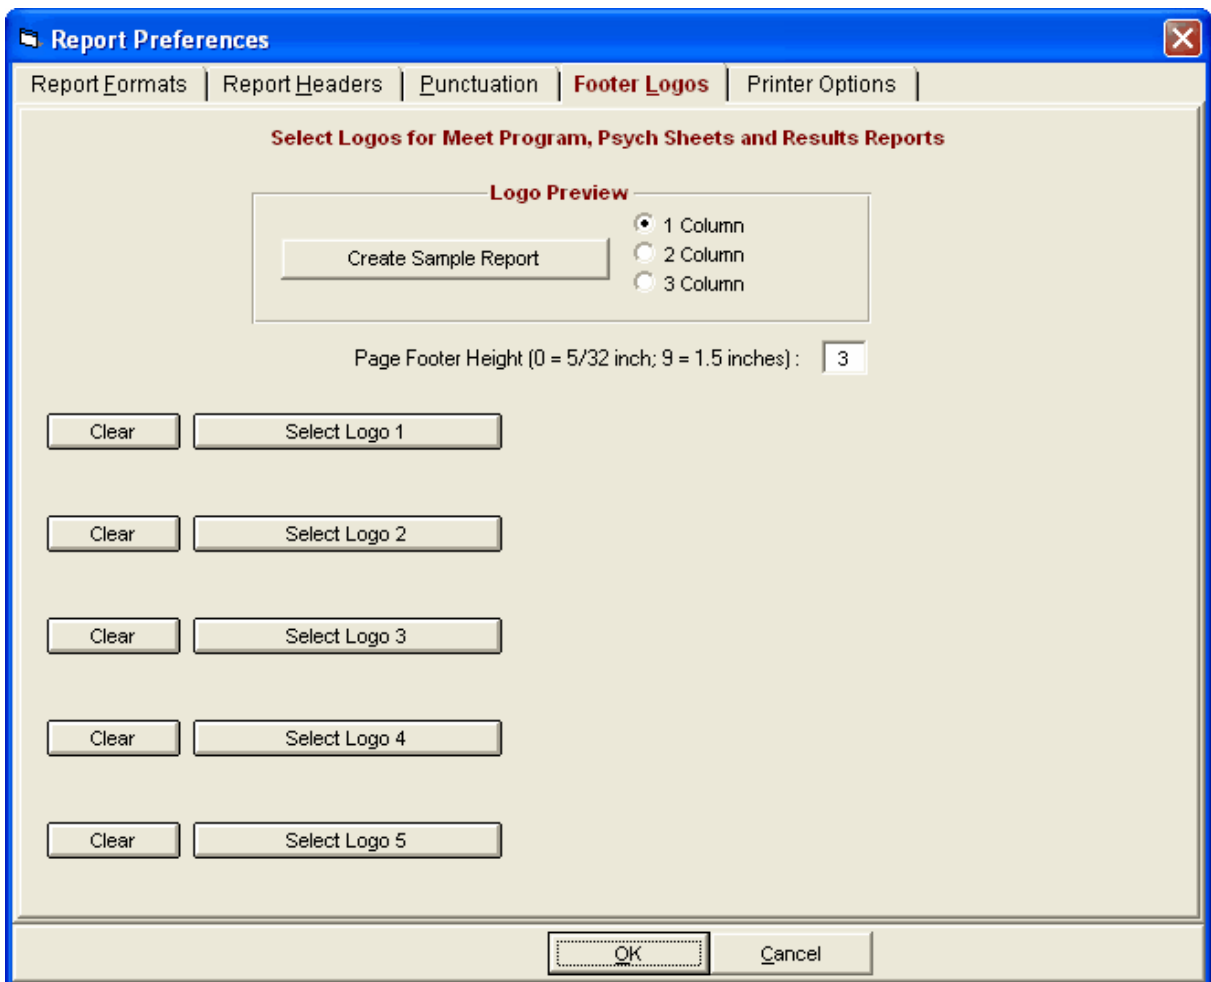 Report Preferences
Report Formats Report Headers Punctuation Footer Logos Printer Options
Select Logos for Meet Program, Psych Sheets and Results Reports
Logo Preview
1 Column
Create Sample Report 2 Column
3 Column
Page Footer Height (0 = 5/32 inch; 9 = 1.5 inches) : 3
Clear Select Logo 1
Clear Select Logo 2
Clear Select Logo 3
Clear Select Logo 4
Clear Select Logo 5
OK Cancel